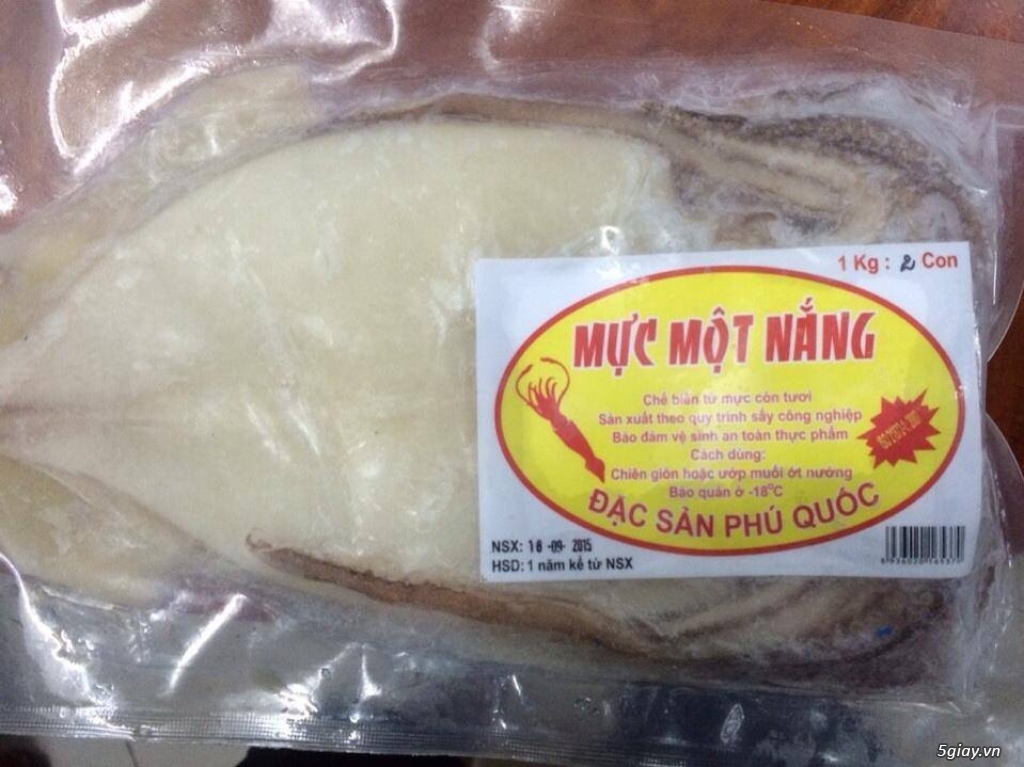 1 Kg : 2 Con
MỰC MỘT NẮNG
Chế biến từ mực còn tươi
Sản xuất theo quy trình sấy công nghiệp
Bảo đảm vệ sinh an toàn thực phẩm
Cách dùng:
Chiên giòn hoặc ướp muối ớt nướng
Bảo quản ở -18°C
ĐẶC SẢN PHÚ QUỐC
NSX: 18 -09- 2015
HSD: 1 năm kể từ NSX
5giay.vn